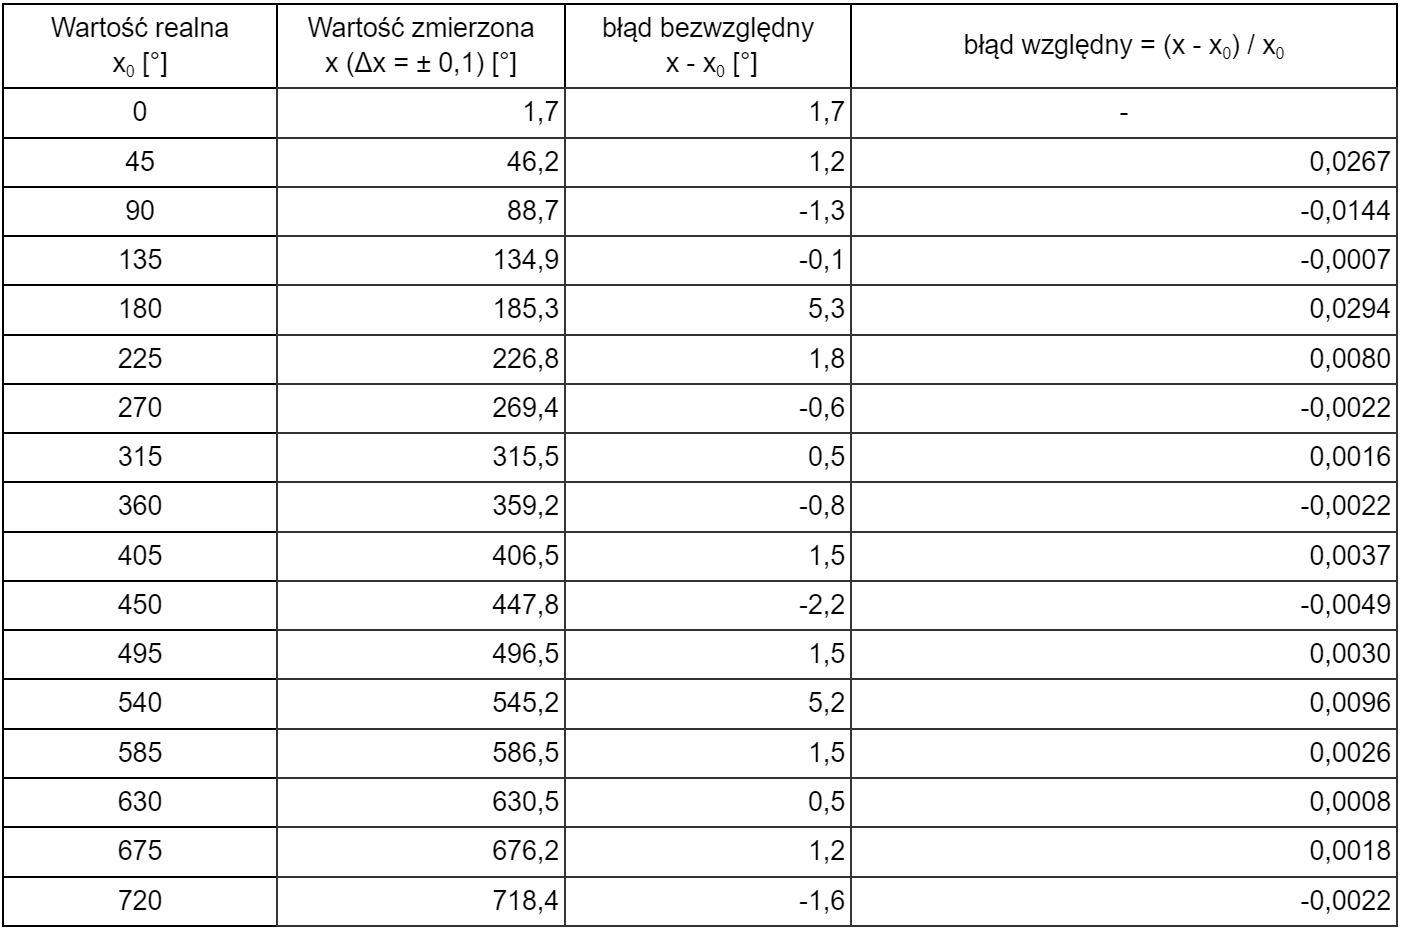 Wartość realna Wartość zmierzona błąd bezwzględny błąd względny = (x - x₀) / x₀
x₀ [°] x (Δx = ± 0,1) [°] x - x₀ [°]
0 1,7 1,7 -
45 46,2 1,2 0,0267
90 88,7 -1,3 -0,0144
135 134,9 -0,1 -0,0007
180 185,3 5,3 0,0294
225 226,8 1,8 0,0080
270 269,4 -0,6 -0,0022
315 315,5 0,5 0,0016
360 359,2 -0,8 -0,0022
405 406,5 1,5 0,0037
450 447,8 -2,2 -0,0049
495 496,5 1,5 0,0030
540 545,2 5,2 0,0096
585 586,5 1,5 0,0026
630 630,5 0,5 0,0008
675 676,2 1,2 0,0018
720 718,4 -1,6 -0,0022